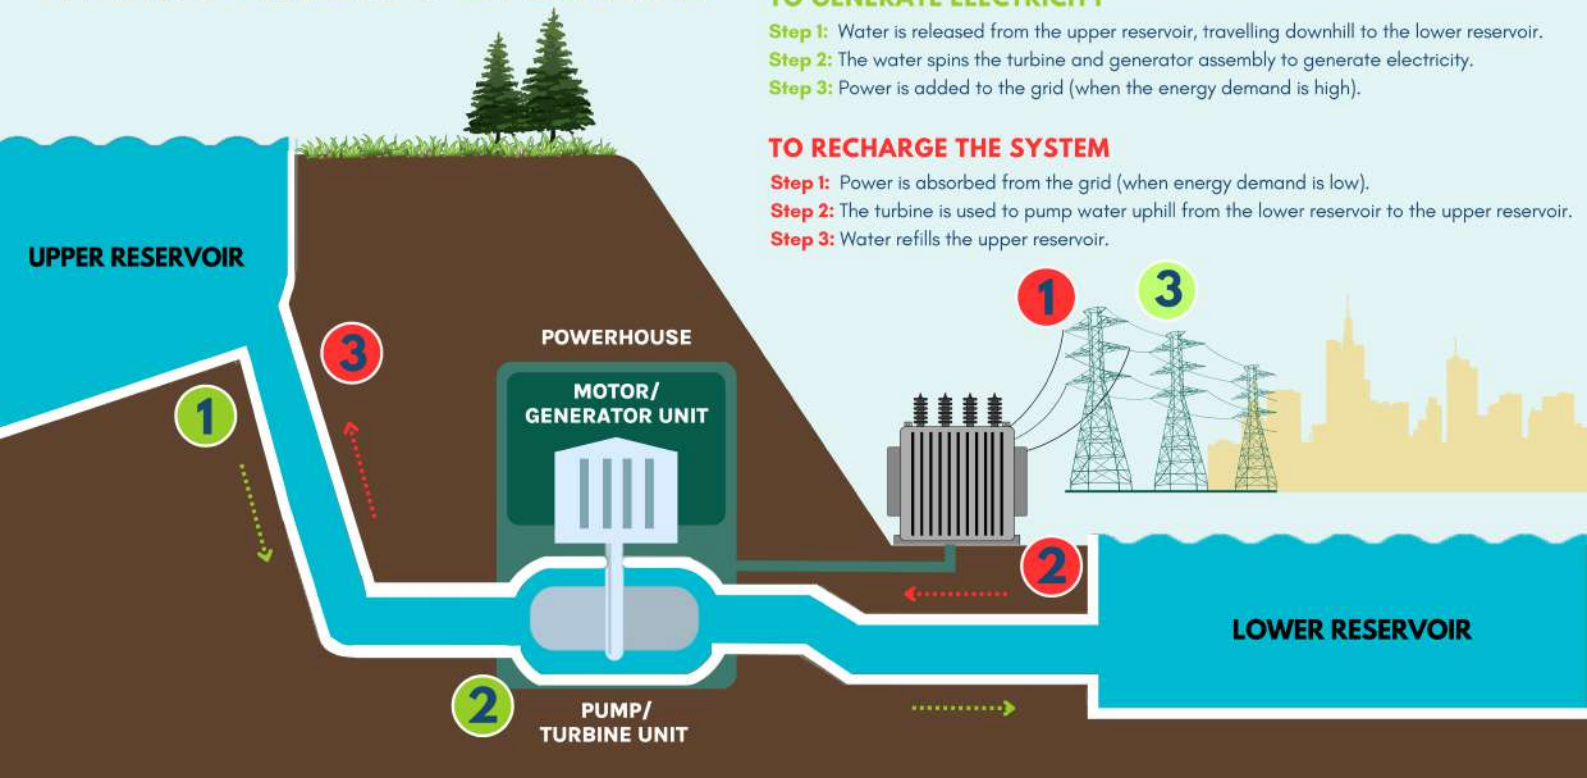 TO GENERATE ELECTRICITY
Step 1: Water is released from the upper reservoir, travelling downhill to the lower reservoir.
Step 2: The water spins the turbine and generator assembly to generate electricity.
Step 3: Power is added to the grid (when the energy demand is high).
TO RECHARGE THE SYSTEM
Step 1: Power is absorbed from the grid (when energy demand is low).
Step 2: The turbine is used to pump water uphill from the lower reservoir to the upper reservoir.
Step 3: Water refills the upper reservoir.
UPPER RESERVOIR
1
3
POWERHOUSE
3
MOTOR/
GENERATOR UNIT
1
2
LOWER RESERVOIR
2
PUMP/
TURBINE UNIT